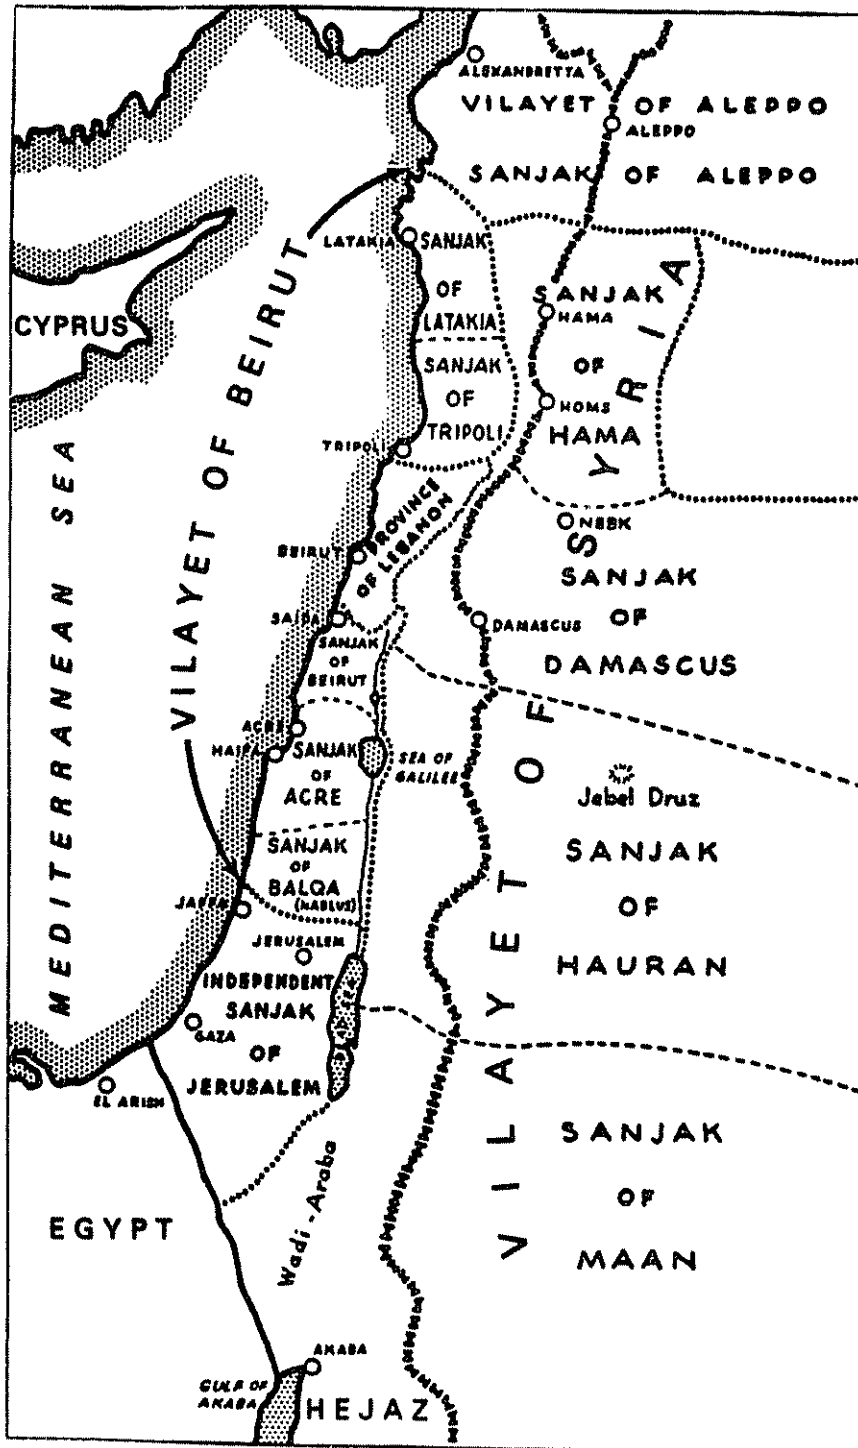 ALEXANDRETTA
VILAYET OF ALEPPO
ALEPPO
SANJAK OF ALEPPO
LATAKIA
SANJAK
OF
LATAKIA
CYPRUS
VILAYET OF BEIRUT
SANJAK
HAMA
OF
HOMS
HAMA
SANJAK
OF
TRIPOLI
TRIPOLI
MEDITERRANEAN SEA
PROVINCE
OF LEBANON
NEBK
BEIRUT
SANJAK
OF
DAMASCUS
DAMASCUS
SAIDA
SANJAK
OF
BEIRUT
ACRE
HAIFA
SANJAK
OF
ACRE
SEA OF
GALILEE
Jebel Druz
SANJAK
OF
HAURAN
SANJAK
OF
BALQA
(NABLUS)
JAFFA
JERUSALEM
INDEPENDENT
SANJAK
OF
JERUSALEM
GAZA
SEA
EL ARISH
VILAYET OF SYRIA
SANJAK
OF
MAAN
Wadi-Araba
EGYPT
AKABA
GULF OF
AKABA
HEJAZ